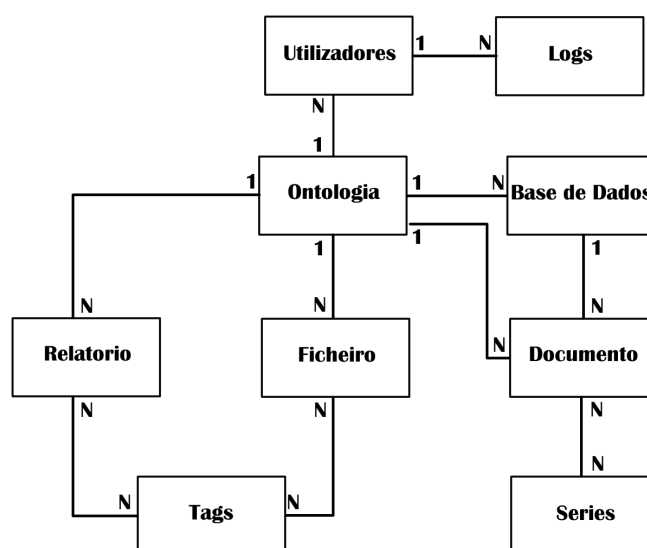 Utilizadores
1
N
Logs
N
1
1
Ontologia
1
N
Base de Dados
1
1
1
N
N
N
N
Relatorio
Ficheiro
Documento
N
N
N
N
N
N
Tags
Series